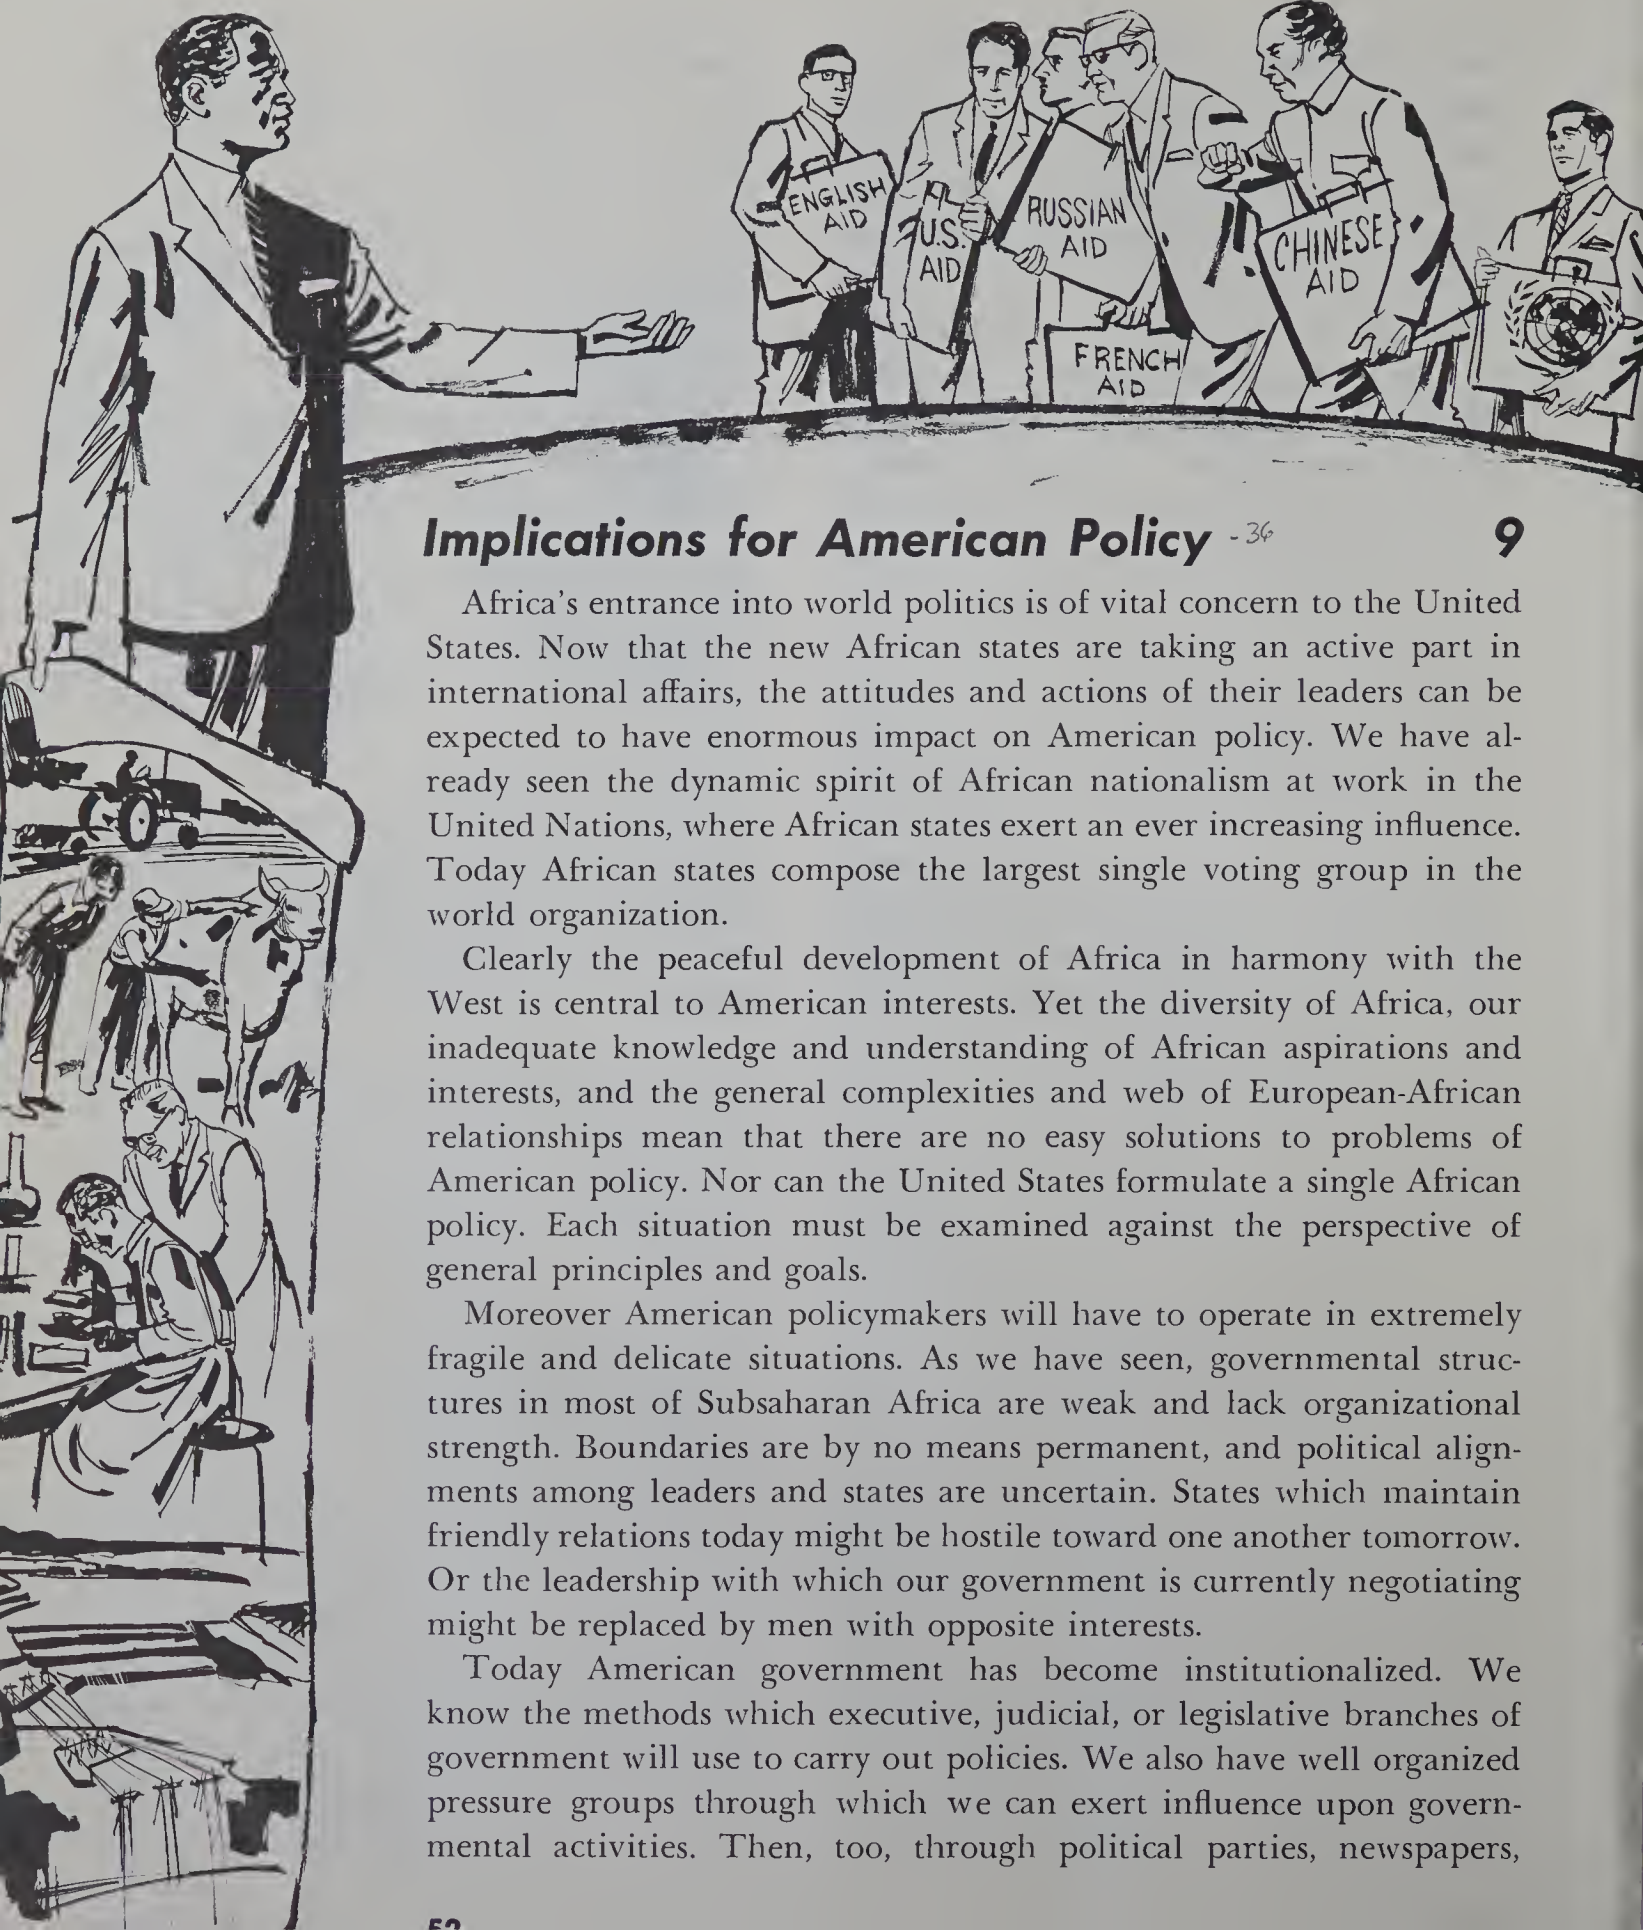 ENGLISH
AID
U.S.
AID
RUSSIAN
AID
FRENCH
AID
CHINESE
AID
Implications for American Policy - 36 9
Africa's entrance into world politics is of vital concern to the United
States. Now that the new African states are taking an active part in
international affairs, the attitudes and actions of their leaders can be
expected to have enormous impact on American policy. We have al-
ready seen the dynamic spirit of African nationalism at work in the
United Nations, where African states exert an ever increasing influence.
Today African states compose the largest single voting group in the
world organization.
Clearly the peaceful development of Africa in harmony with the
West is central to American interests. Yet the diversity of Africa, our
inadequate knowledge and understanding of African aspirations and
interests, and the general complexities and web of European-African
relationships mean that there are no easy solutions to problems of
American policy. Nor can the United States formulate a single African
policy. Each situation must be examined against the perspective of
general principles and goals.
Moreover American policymakers will have to operate in extremely
fragile and delicate situations. As we have seen, governmental struc-
tures in most of Subsaharan Africa are weak and lack organizational
strength. Boundaries are by no means permanent, and political align-
ments among leaders and states are uncertain. States which maintain
friendly relations today might be hostile toward one another tomorrow.
Or the leadership with which our government is currently negotiating
might be replaced by men with opposite interests.
Today American government has become institutionalized. We
know the methods which executive, judicial, or legislative branches of
government will use to carry out policies. We also have well organized
pressure groups through which we can exert influence upon govern-
mental activities. Then, too, through political parties, newspapers,